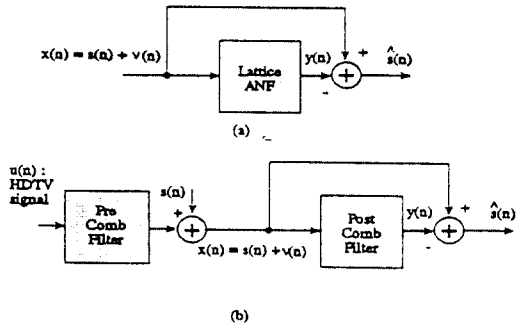 x(n) = s(n) + v(n)
Lattice
ANF
y(n)
+
-
+
^
s(n)
(a)
u(n) :
HDTV
signal
Pre
Comb
Filter
s(n)
+
+
x(n) = s(n) + v(n)
Post
Comb
Filter
y(n)
+
-
+
^
s(n)
(b)